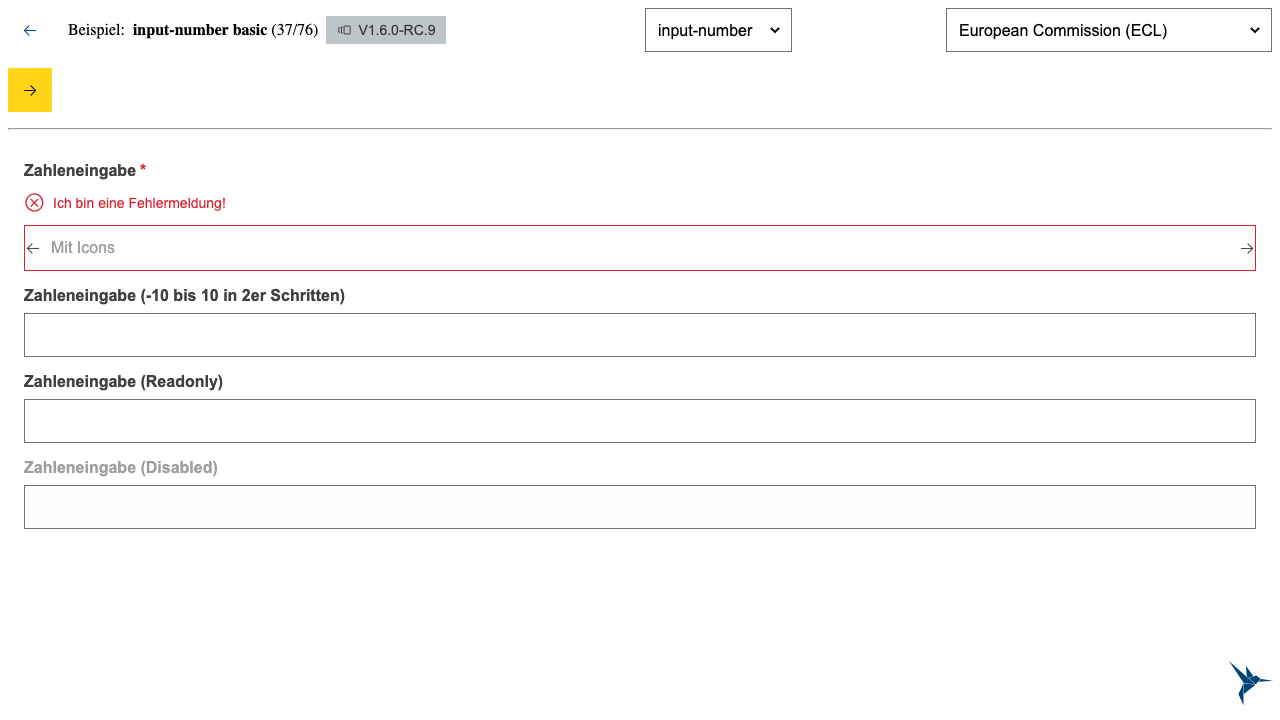 Beispiel: input-number basic (37/76) V1.6.0-RC.9 input-number European Commission (ECL)
Zahleneingabe *
Ich bin eine Fehlermeldung!
Mit Icons
Zahleneingabe (-10 bis 10 in 2er Schritten)
Zahleneingabe (Readonly)
Zahleneingabe (Disabled)